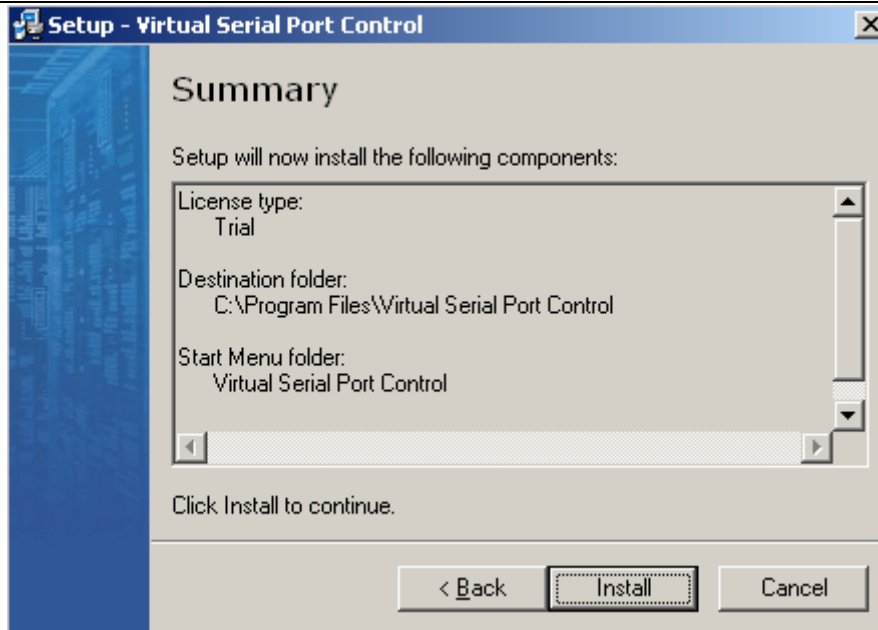 Setup - Virtual Serial Port Control
Summary
Setup will now install the following components:
License type:
Trial
Destination folder:
C:\Program Files\Virtual Serial Port Control
Start Menu folder:
Virtual Serial Port Control
Click Install to continue.
< Back Install Cancel